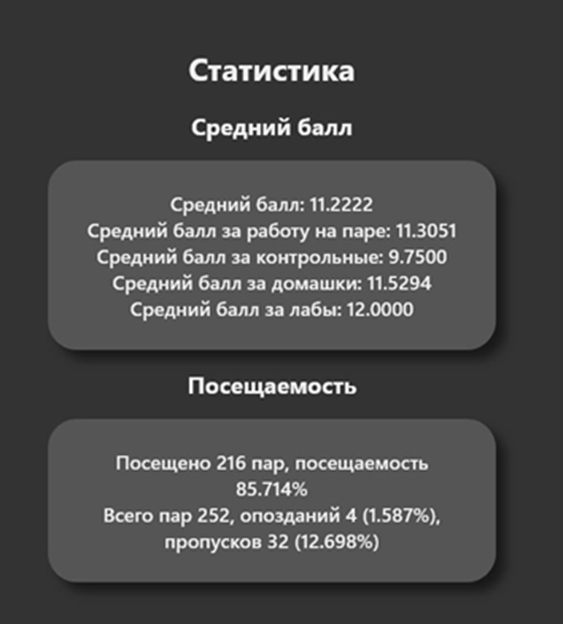 Статистика
Средний балл
Средний балл: 11.2222
Средний балл за работу на паре: 11.3051
Средний балл за контрольные: 9.7500
Средний балл за домашки: 11.5294
Средний балл за лабы: 12.0000
Посещаемость
Посещено 216 пар, посещаемость
85.714%
Всего пар 252, опозданий 4 (1.587%),
пропусков 32 (12.698%)